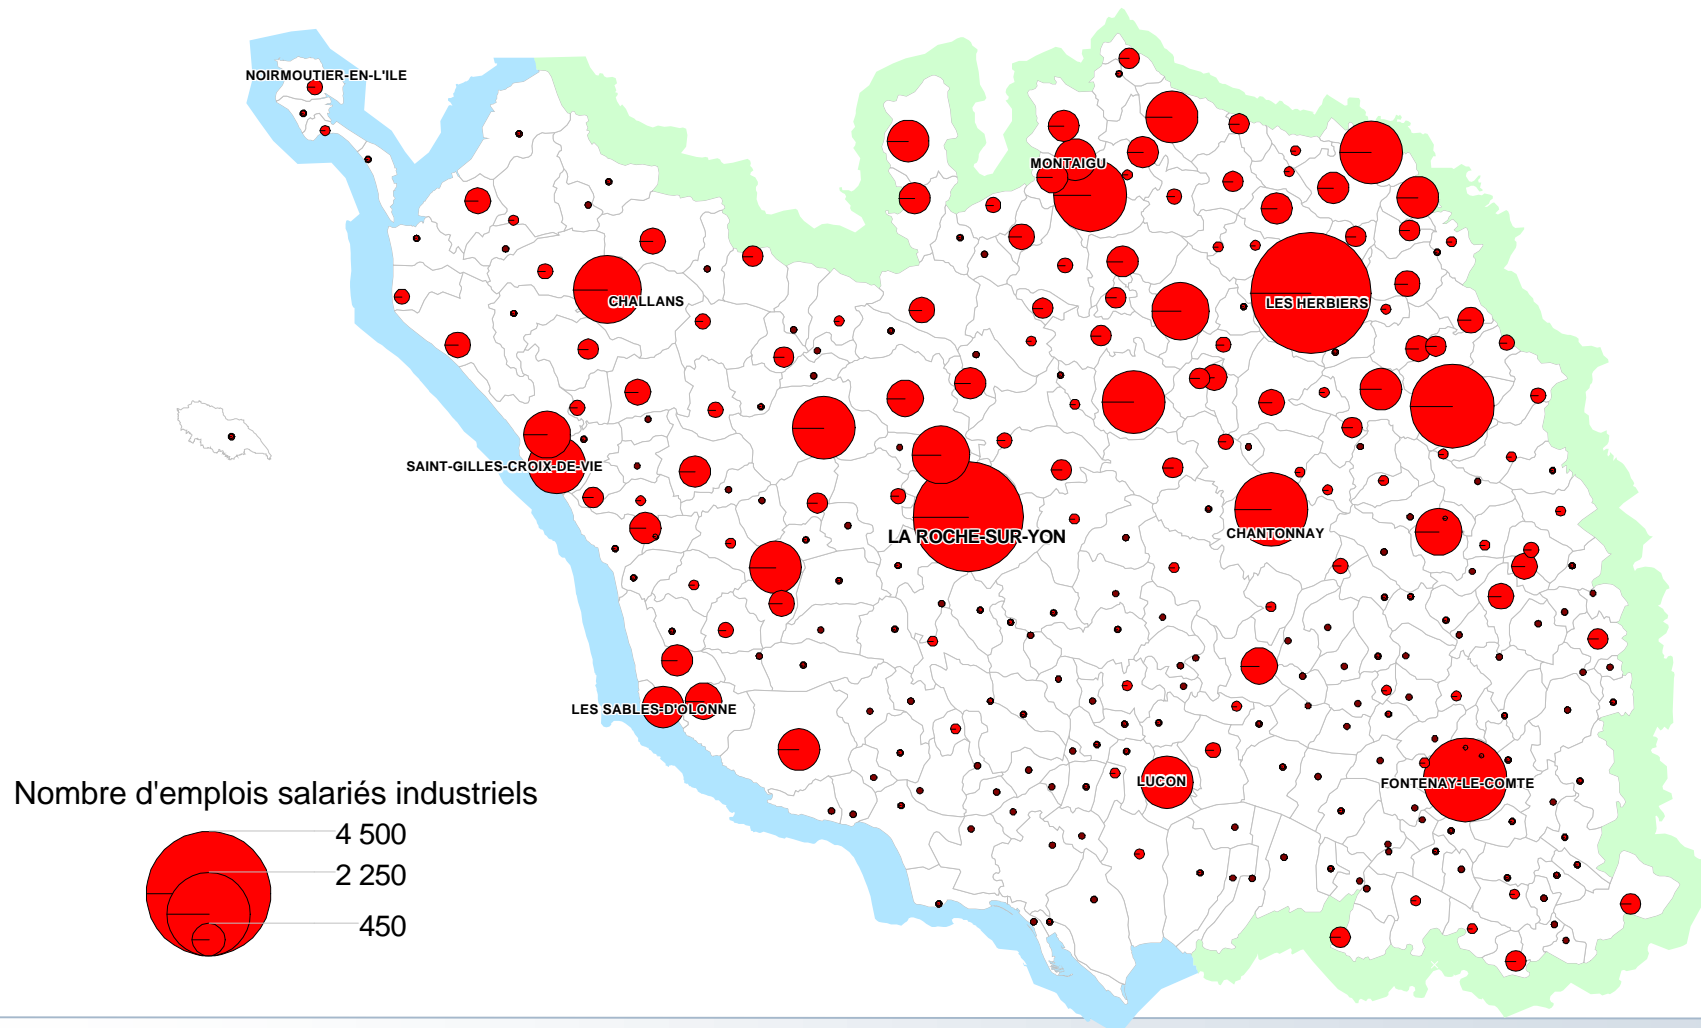 NOIRMOUTIER-EN-L'ILE
MONTAIGU
CHALLANS
LES HERBIERS
SAINT-GILLES-CROIX-DE-VIE
LA ROCHE-SUR-YON
CHANTONNAY
LES SABLES-D'OLONNE
LUCON
FONTENAY-LE-COMTE
Nombre d'emplois salariés industriels
4 500
2 250
450